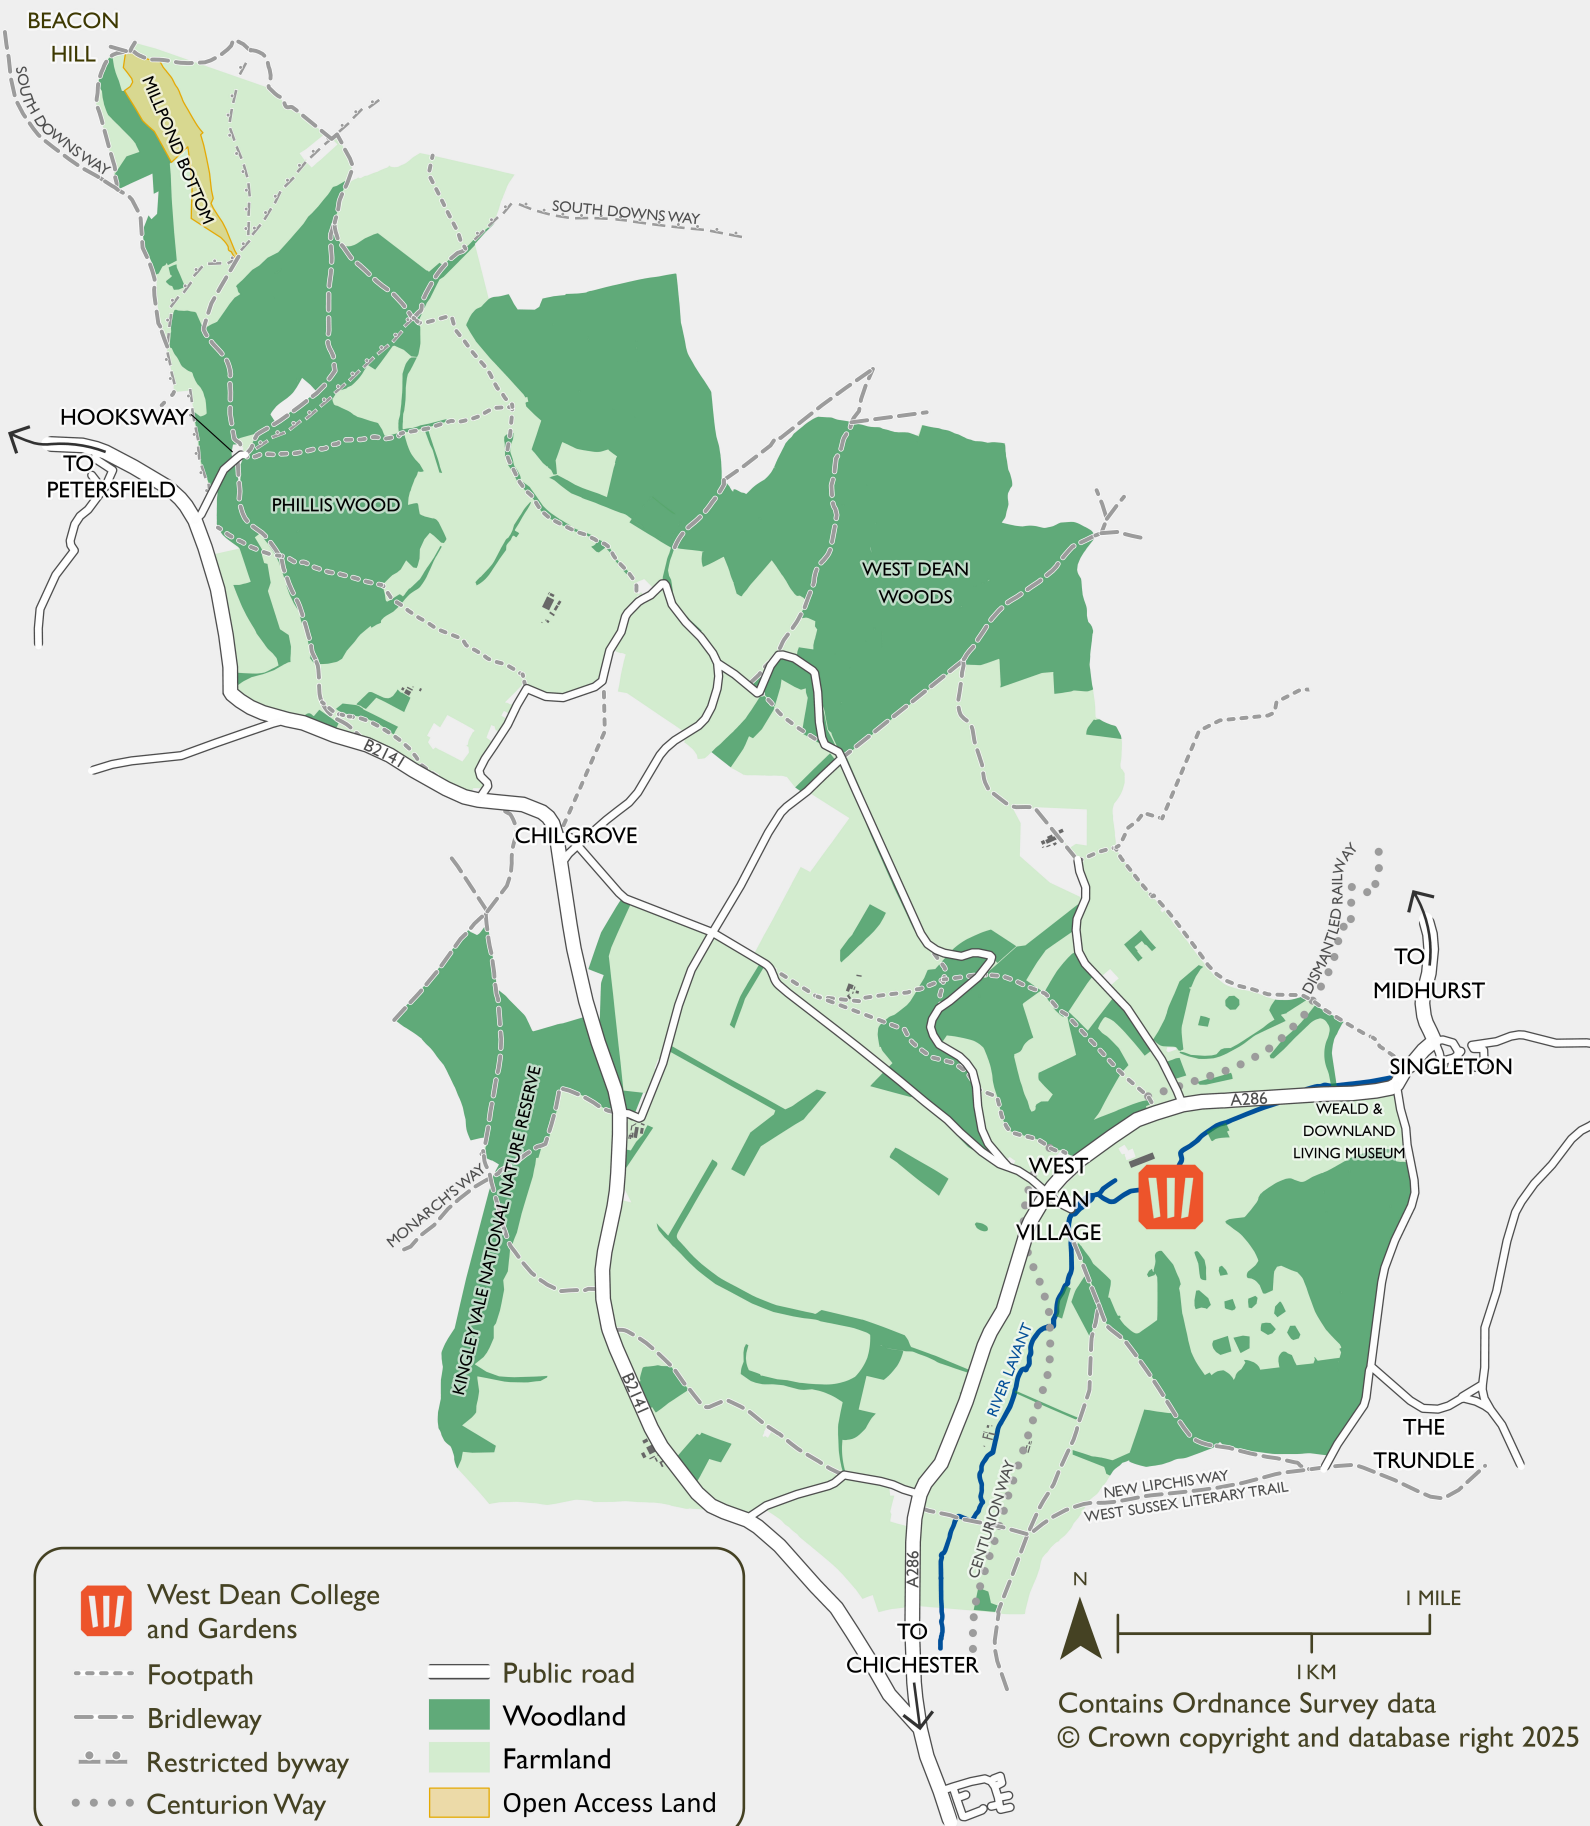 BEACON
HILL
SOUTH DOWNS WAY
MILLPOND BOTTOM
SOUTH DOWNS WAY
HOOKSWAY
TO
PETERSFIELD
PHILLIS WOOD
WEST DEAN
WOODS
B2141
CHILGROVE
DISMANTLED RAILWAY
TO
MIDHURST
SINGLETON
A286
WEALD &
DOWNLAND
LIVING MUSEUM
KINGLEY VALE NATIONAL NATURE RESERVE
MONARCH'S WAY
WEST
DEAN
VILLAGE
RIVER LAVANT
B2141
THE
TRUNDLE
NEW LIPCHIS WAY
WEST SUSSEX LITERARY TRAIL
CENTURION WAY
A286
TO
CHICHESTER
N
1 MILE
1 KM
Contains Ordnance Survey data
© Crown copyright and database right 2025
West Dean College
and Gardens
Footpath
Bridleway
Restricted byway
Centurion Way
Public road
Woodland
Farmland
Open Access Land